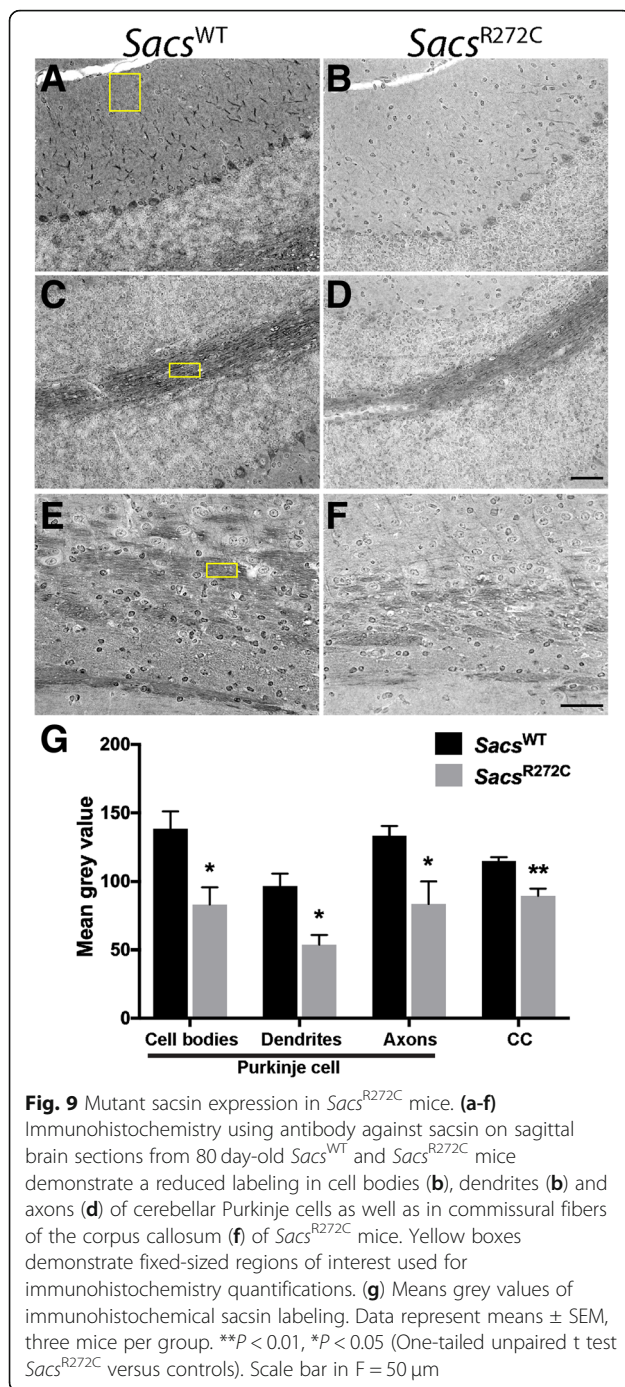 SacsWT SacsR272C
A B
C D
E F
G
200
150
100
50
0
Mean grey value
SacsWT
SacsR272C
* * * **
Cell bodies Dendrites Axons CC
Purkinje cell
Fig. 9 Mutant sacsin expression in SacsR272C mice. (a-f)
Immunohistochemistry using antibody against sacsin on sagittal
brain sections from 80 day-old SacsWT and SacsR272C mice
demonstrate a reduced labeling in cell bodies (b), dendrites (b) and
axons (d) of cerebellar Purkinje cells as well as in commissural fibers
of the corpus callosum (f) of SacsR272C mice. Yellow boxes
demonstrate fixed-sized regions of interest used for
immunohistochemistry quantifications. (g) Means grey values of
immunohistochemical sacsin labeling. Data represent means ± SEM,
three mice per group. **P < 0.01, *P < 0.05 (One-tailed unpaired t test
SacsR272C versus controls). Scale bar in F = 50 μm